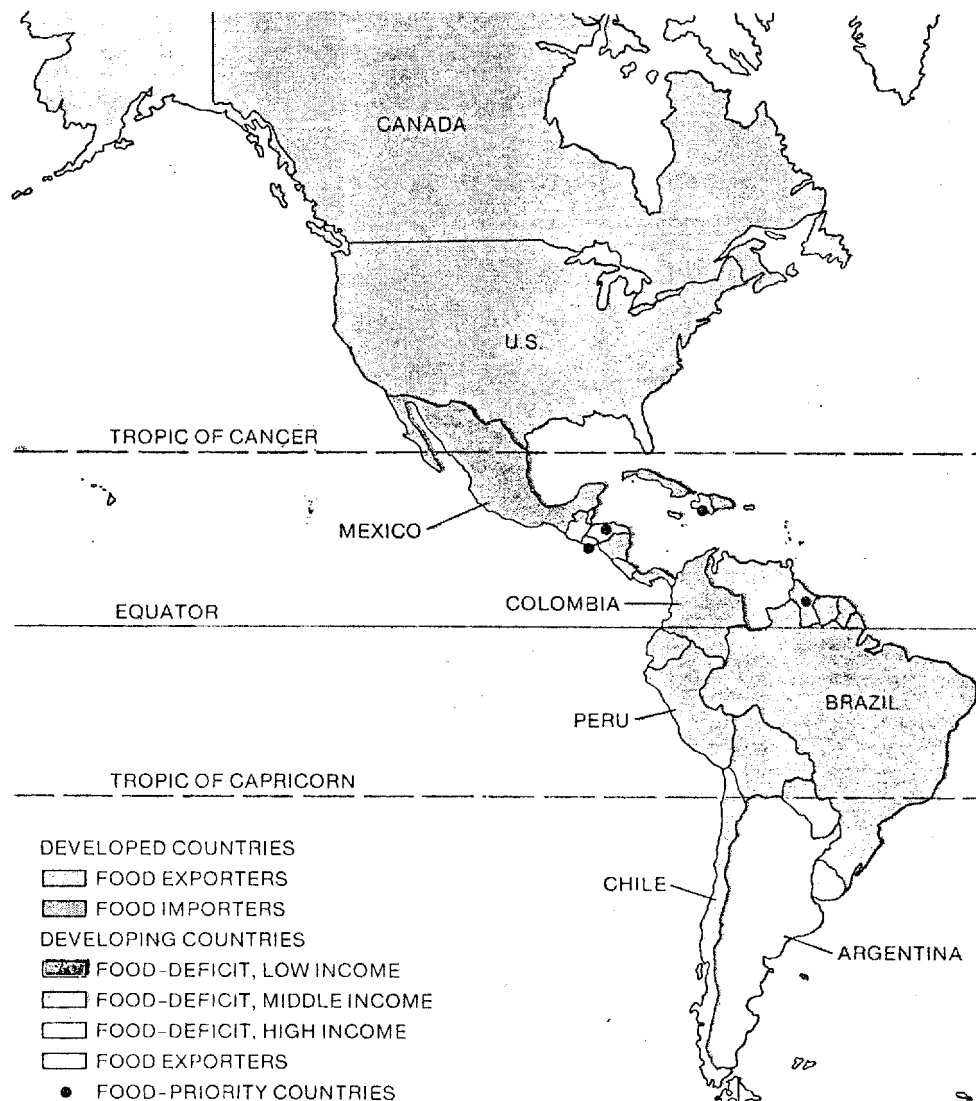 CANADA
U.S.
TROPIC OF CANCER
MEXICO
COLOMBIA
EQUATOR
PERU
BRAZIL
TROPIC OF CAPRICORN
CHILE
ARGENTINA
DEVELOPED COUNTRIES
FOOD EXPORTERS
FOOD IMPORTERS
DEVELOPING COUNTRIES
FOOD-DEFICIT, LOW INCOME
FOOD-DEFICIT, MIDDLE INCOME
FOOD-DEFICIT, HIGH INCOME
FOOD EXPORTERS
FOOD-PRIORITY COUNTRIES